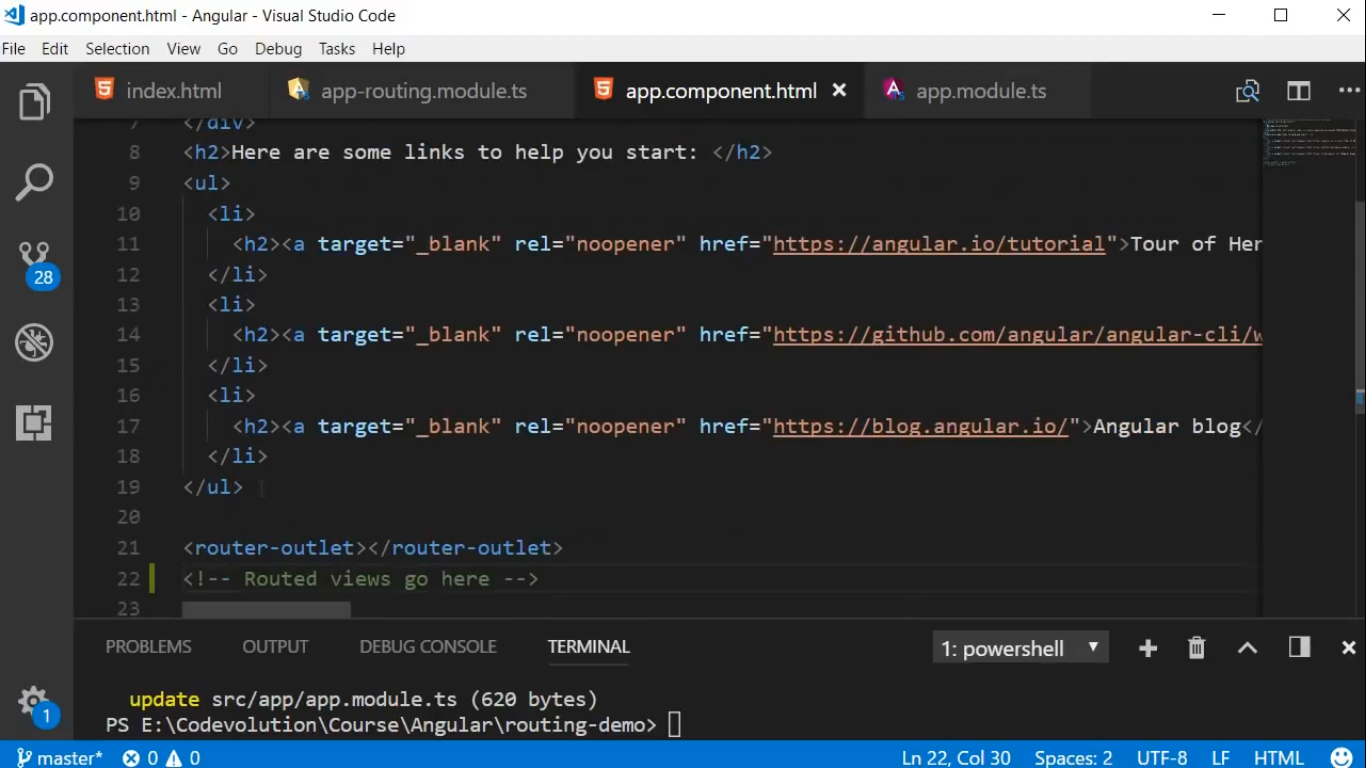 app.component.html - Angular - Visual Studio Code
File Edit Selection View Go Debug Tasks Help
index.html app-routing.module.ts app.component.html app.module.ts
7 </div>
8 <h2>Here are some links to help you start: </h2>
9 <ul>
10 <li>
11 <h2><a target="_blank" rel="noopener" href="https://angular.io/tutorial">Tour of Her
12 </li>
13 <li>
14 <h2><a target="_blank" rel="noopener" href="https://github.com/angular/angular-cli/w
15 </li>
16 <li>
17 <h2><a target="_blank" rel="noopener" href="https://blog.angular.io/">Angular blog</
18 </li>
19 </ul>
20
21 <router-outlet></router-outlet>
22 <!-- Routed views go here -->
23
28
PROBLEMS OUTPUT DEBUG CONSOLE TERMINAL 1: powershell
update src/app/app.module.ts (620 bytes)
PS E:\Codevolution\Course\Angular\routing-demo>
1
master* 0 0 Ln 22, Col 30 Spaces: 2 UTF-8 LF HTML